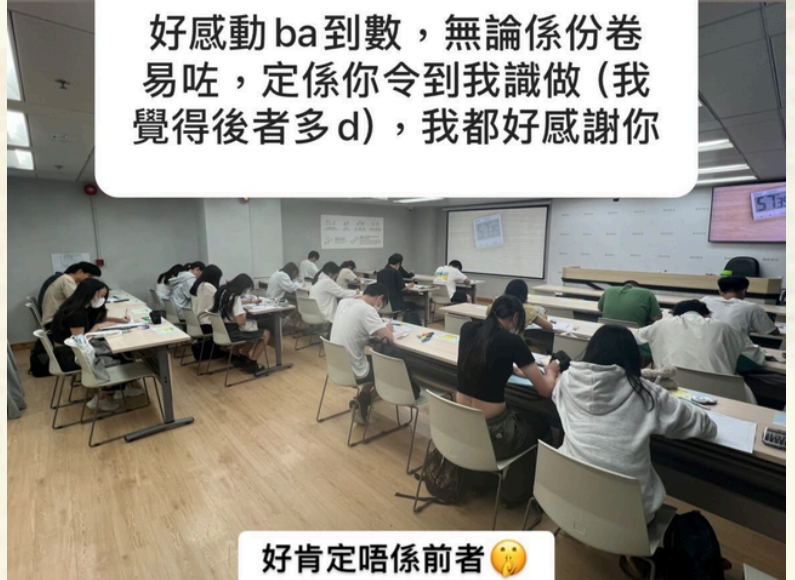 好感動ba到數，無論係份卷
易咗，定係你令到我識做（我
覺得後者多d），我都好感謝你
好肯定唔係前者🤫